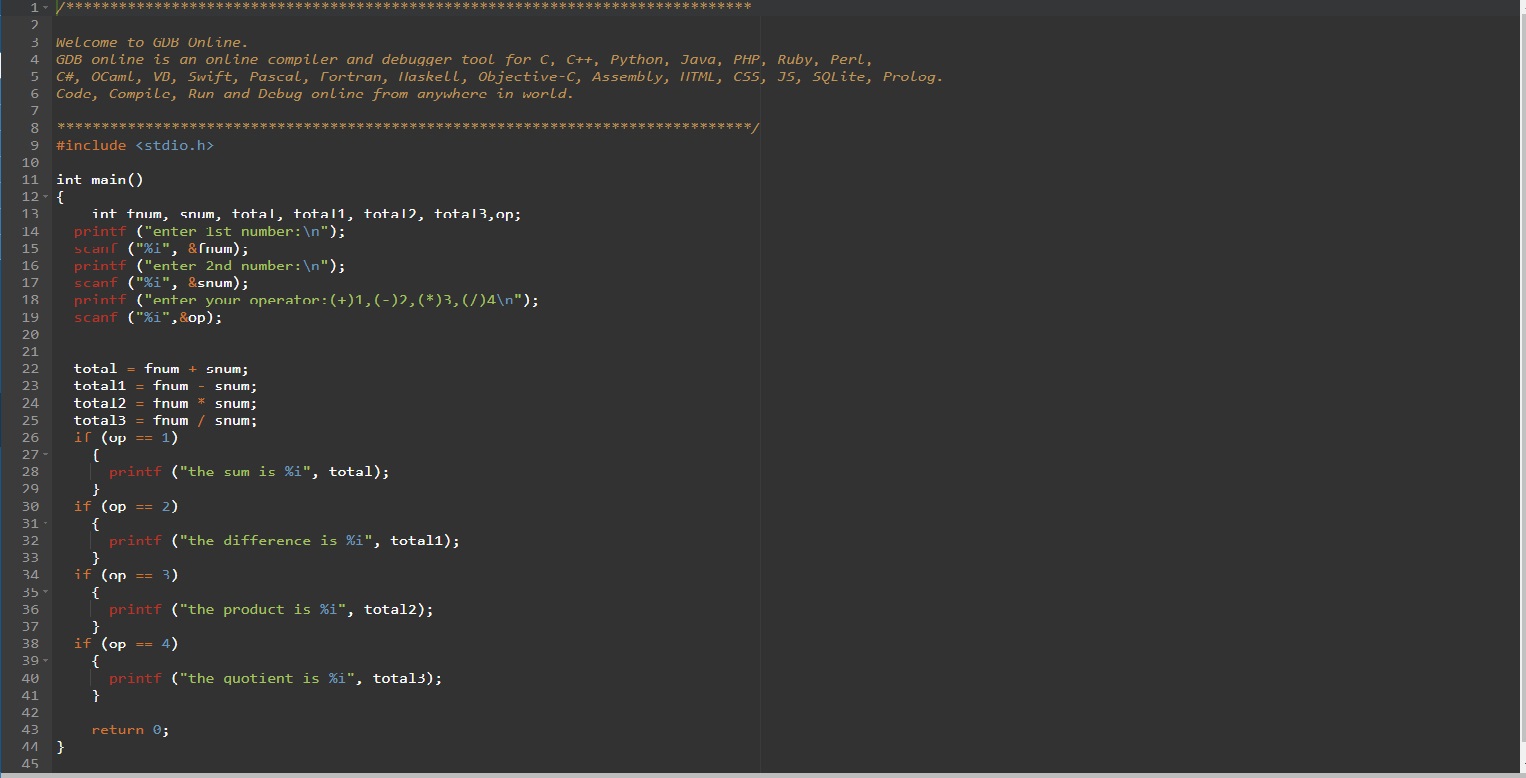 1 /******************************************************************************
2
3 Welcome to GDB Online.
4 GDB online is an online compiler and debugger tool for C, C++, Python, Java, PHP, Ruby, Perl,
5 C#, OCaml, VB, Swift, Pascal, Fortran, Haskell, Objective-C, Assembly, HTML, CSS, JS, SQLite, Prolog.
6 Code, Compile, Run and Debug online from anywhere in world.
7
8 *******************************************************************************/
9 #include <stdio.h>
10
11 int main()
12 {
13     int fnum, snum, total, total1, total2, total3,op;
14   printf ("enter 1st number:\n");
15   scanf ("%i", &fnum);
16   printf ("enter 2nd number:\n");
17   scanf ("%i", &snum);
18   printf ("enter your operator:(+)1,(-)2,(*)3,(/)4\n");
19   scanf ("%i",&op);
20
21
22   total = fnum + snum;
23   total1 = fnum - snum;
24   total2 = fnum * snum;
25   total3 = fnum / snum;
26   if (op == 1)
27     {
28       printf ("the sum is %i", total);
29     }
30   if (op == 2)
31     {
32       printf ("the difference is %i", total1);
33     }
34   if (op == 3)
35     {
36       printf ("the product is %i", total2);
37     }
38   if (op == 4)
39     {
40       printf ("the quotient is %i", total3);
41     }
42
43     return 0;
44 }
45